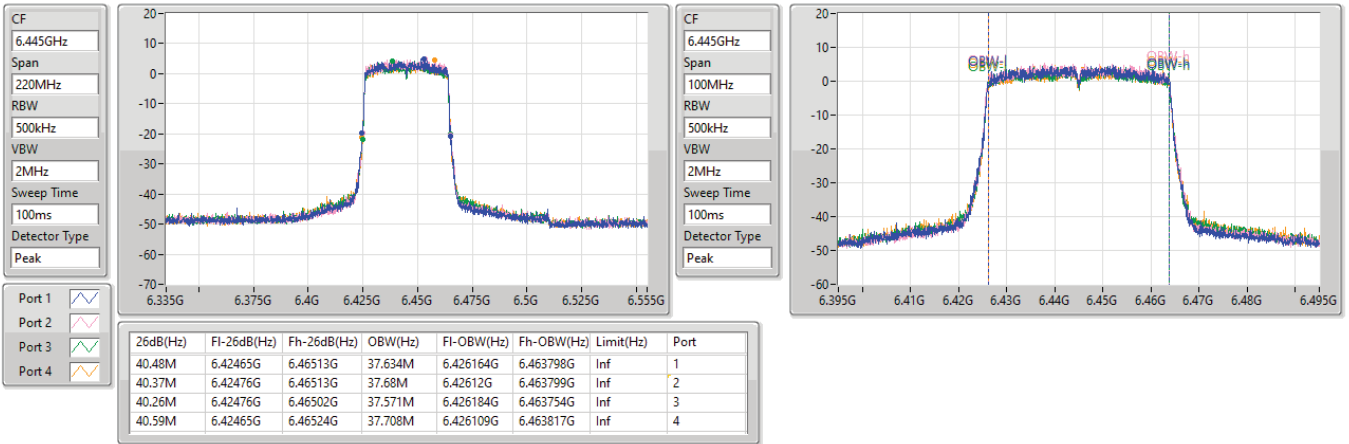 CF
6.445GHz
Span
220MHz
RBW
500kHz
VBW
2MHz
Sweep Time
100ms
Detector Type
Peak
Port 1
Port 2
Port 3
Port 4
20
10
0
-10
-20
-30
-40
-50
-60
-70
6.335G 6.375G 6.4G 6.425G 6.45G 6.475G 6.5G 6.525G 6.555G
CF
6.445GHz
Span
100MHz
RBW
500kHz
VBW
2MHz
Sweep Time
100ms
Detector Type
Peak
20
10
0
-10
-20
-30
-40
-50
-60
OBW-l OBW-h
6.395G 6.41G 6.42G 6.43G 6.44G 6.45G 6.46G 6.47G 6.48G 6.495G
26dB(Hz) Fl-26dB(Hz) Fh-26dB(Hz) OBW(Hz) Fl-OBW(Hz) Fh-OBW(Hz) Limit(Hz) Port
40.48M 6.42465G 6.46513G 37.634M 6.426164G 6.463798G Inf 1
40.37M 6.42476G 6.46513G 37.68M 6.42612G 6.463799G Inf 2
40.26M 6.42476G 6.46502G 37.571M 6.426184G 6.463754G Inf 3
40.59M 6.42465G 6.46524G 37.708M 6.426109G 6.463817G Inf 4